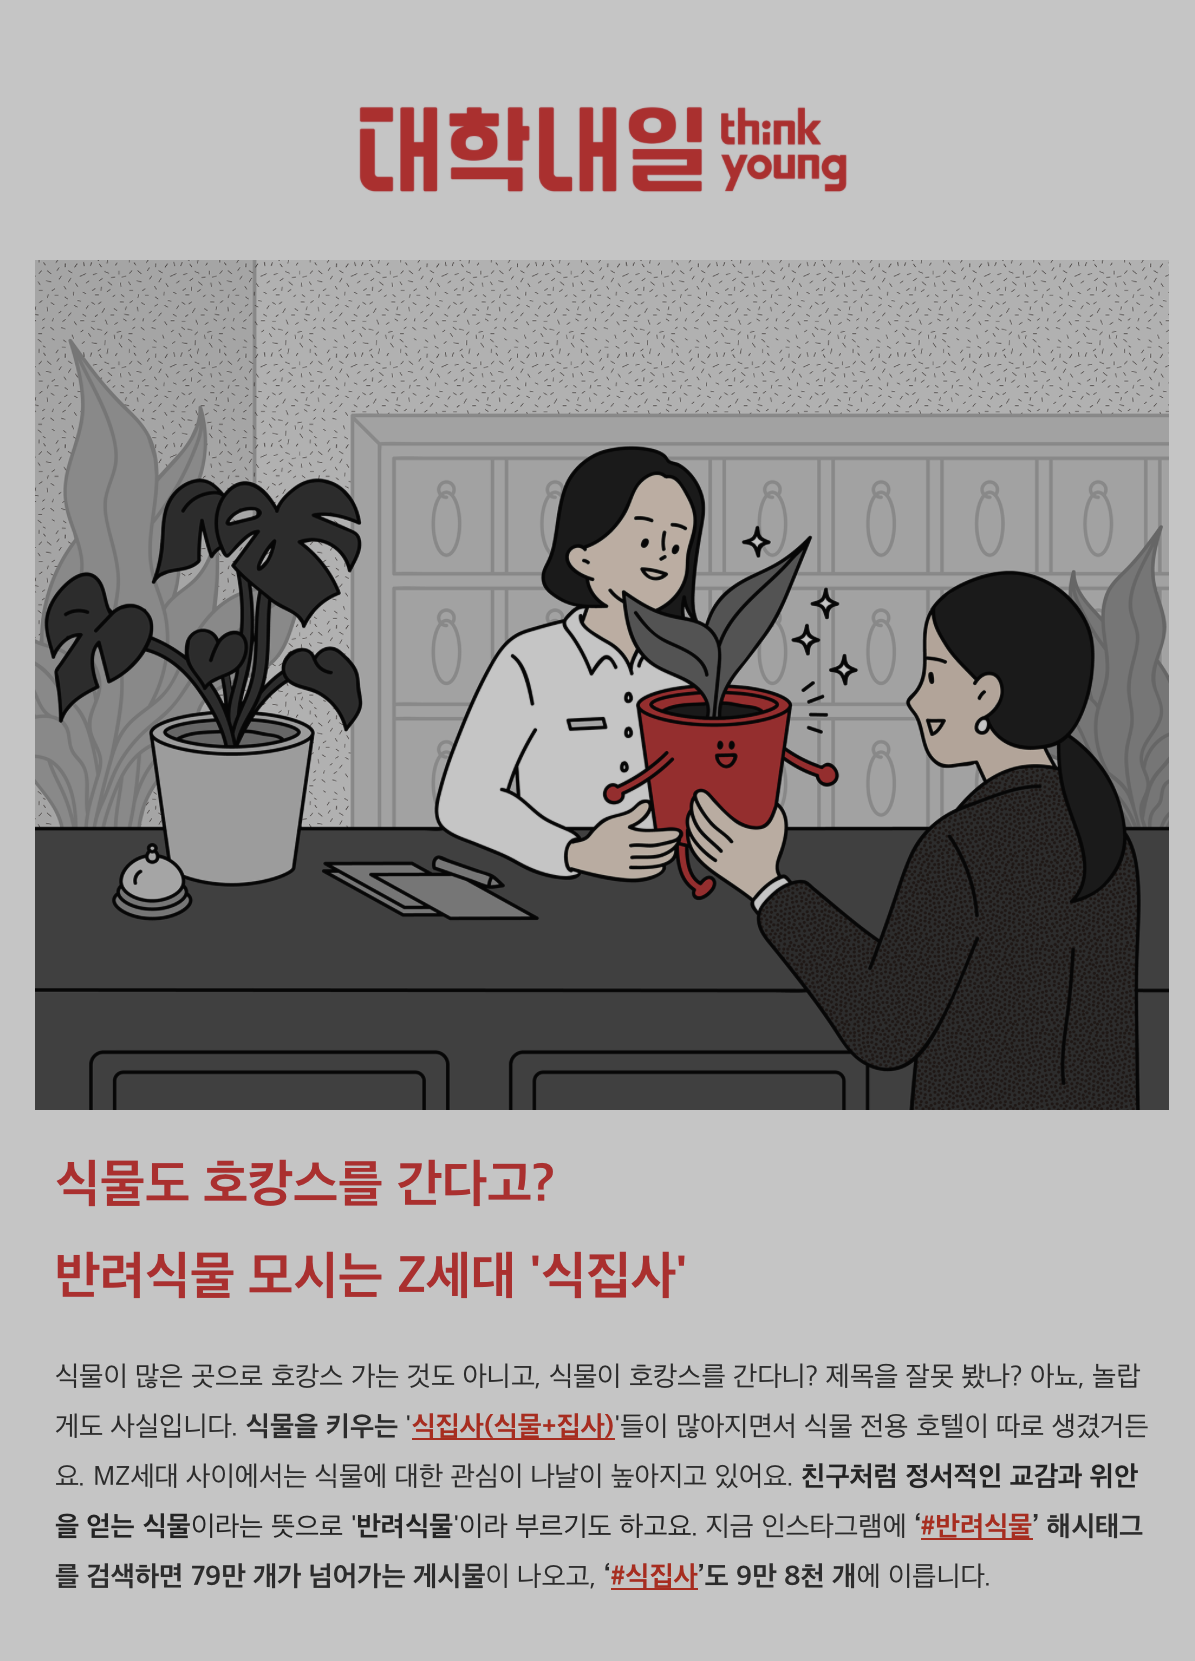 대학내일 think young
식물도 호캉스를 간다고?
반려식물 모시는 Z세대 '식집사'
식물이 많은 곳으로 호캉스 가는 것도 아니고, 식물이 호캉스를 간다니? 제목을 잘못 봤나? 아뇨, 놀랍
게도 사실입니다. 식물을 키우는 '식집사(식물+집사)'들이 많아지면서 식물 전용 호텔이 따로 생겼거든
요. MZ세대 사이에서는 식물에 대한 관심이 나날이 높아지고 있어요. 친구처럼 정서적인 교감과 위안
을 얻는 식물이라는 뜻으로 '반려식물'이라 부르기도 하고요. 지금 인스타그램에 ‘#반려식물’ 해시태그
를 검색하면 79만 개가 넘어가는 게시물이 나오고, ‘#식집사’도 9만 8천 개에 이릅니다.